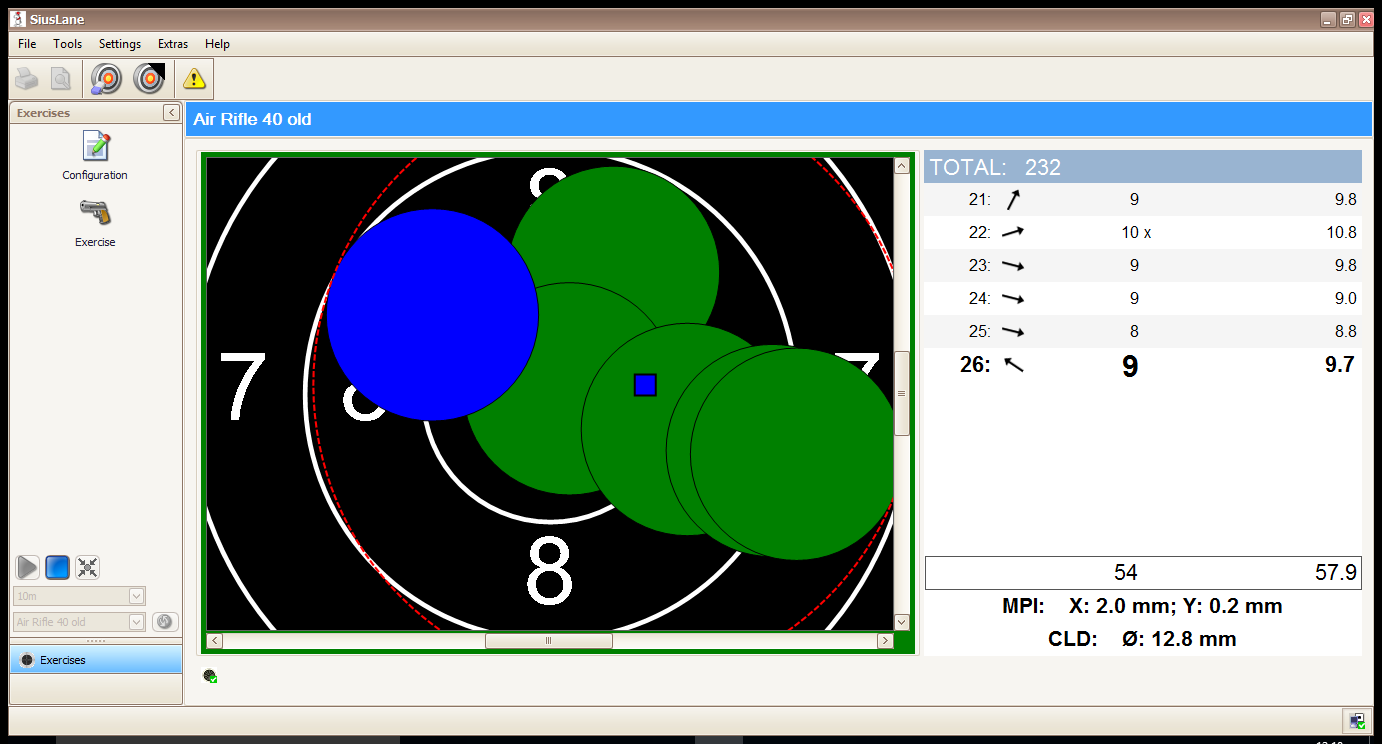 SiusLane
File Tools Settings Extras Help
Exercises
Air Rifle 40 old
Configuration
Exercise
TOTAL: 232
21: 9 9.8
22: 10 x 10.8
23: 9 9.8
24: 9 9.0
25: 8 8.8
26: 9 9.7
7
8
54 57.9
MPI: X: 2.0 mm; Y: 0.2 mm
CLD: Ø: 12.8 mm
10m
Air Rifle 40 old
Exercises